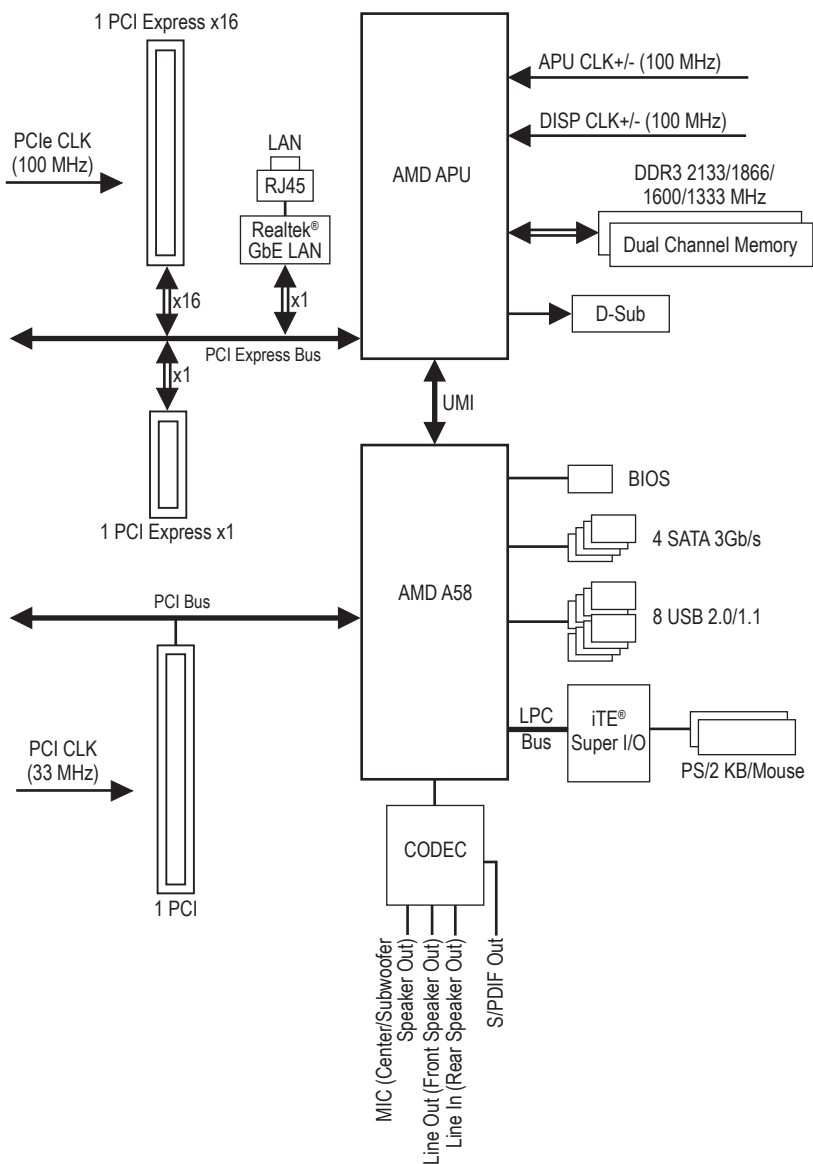 1 PCI Express x16
PCIe CLK
(100 MHz)
LAN
RJ45
Realtek®
GbE LAN
x16
x1
PCI Express Bus
x1
1 PCI Express x1
AMD APU
APU CLK+/- (100 MHz)
DISP CLK+/- (100 MHz)
DDR3 2133/1866/
1600/1333 MHz
Dual Channel Memory
D-Sub
UMI
AMD A58
BIOS
4 SATA 3Gb/s
8 USB 2.0/1.1
LPC
Bus
iTE®
Super I/O
PS/2 KB/Mouse
PCI Bus
PCI CLK
(33 MHz)
1 PCI
CODEC
MIC (Center/Subwoofer
Speaker Out)
Line Out (Front Speaker Out)
Line In (Rear Speaker Out)
S/PDIF Out